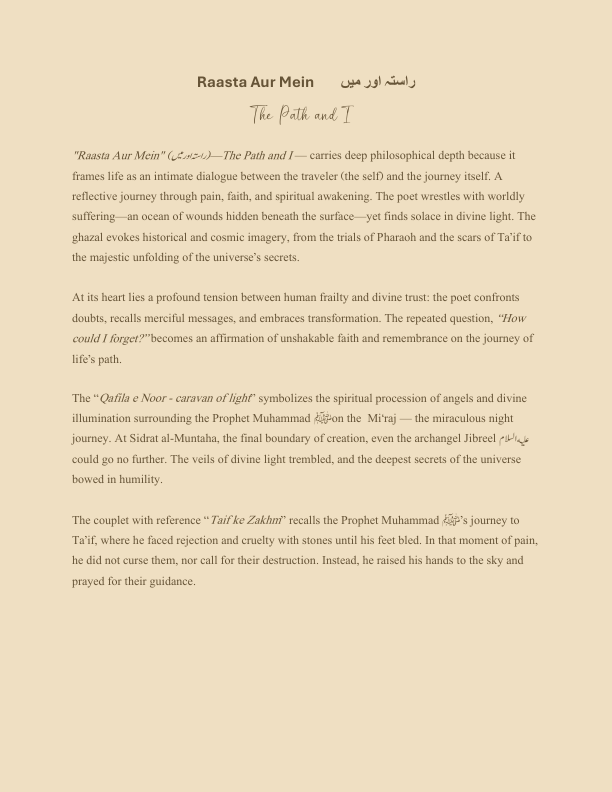 Raasta Aur Mein راستہ اور میں
The Path and I
"Raasta Aur Mein" (راستہ اور میں)—The Path and I — carries deep philosophical depth because it
frames life as an intimate dialogue between the traveler (the self) and the journey itself. A
reflective journey through pain, faith, and spiritual awakening. The poet wrestles with worldly
suffering—an ocean of wounds hidden beneath the surface—yet finds solace in divine light. The
ghazal evokes historical and cosmic imagery, from the trials of Pharaoh and the scars of Ta’if to
the majestic unfolding of the universe’s secrets.
At its heart lies a profound tension between human frailty and divine trust: the poet confronts
doubts, recalls merciful messages, and embraces transformation. The repeated question, “How
could I forget?” becomes an affirmation of unshakable faith and remembrance on the journey of
life’s path.
The “Qafila e Noor - caravan of light” symbolizes the spiritual procession of angels and divine
illumination surrounding the Prophet Muhammad ﷺon the Mi‘raj — the miraculous night
journey. At Sidrat al-Muntaha, the final boundary of creation, even the archangel Jibreel علیہ السلام
could go no further. The veils of divine light trembled, and the deepest secrets of the universe
bowed in humility.
The couplet with reference “Taif ke Zakhm” recalls the Prophet Muhammad ﷺ’s journey to
Ta’if, where he faced rejection and cruelty with stones until his feet bled. In that moment of pain,
he did not curse them, nor call for their destruction. Instead, he raised his hands to the sky and
prayed for their guidance.